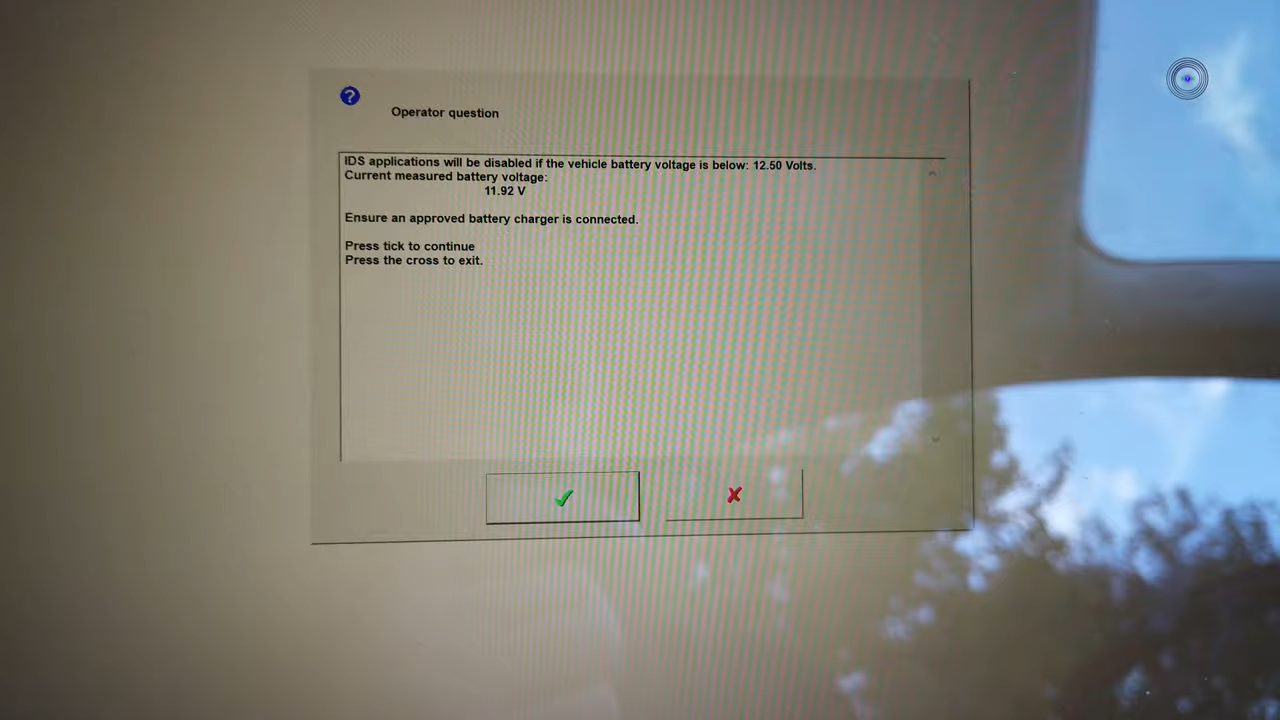 Operator question
IDS applications will be disabled if the vehicle battery voltage is below: 12.50 Volts.
Current measured battery voltage:
11.92 V
Ensure an approved battery charger is connected.
Press tick to continue
Press the cross to exit.